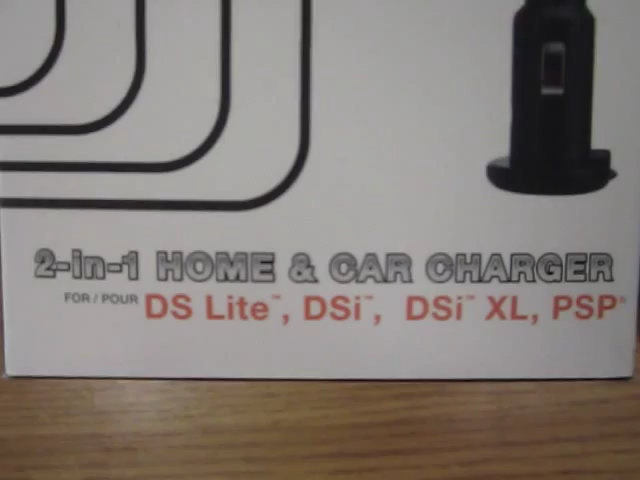 2-in-1 HOME & CAR CHARGER
FOR / POUR DS Lite™, DSi™, DSi™ XL, PSP®